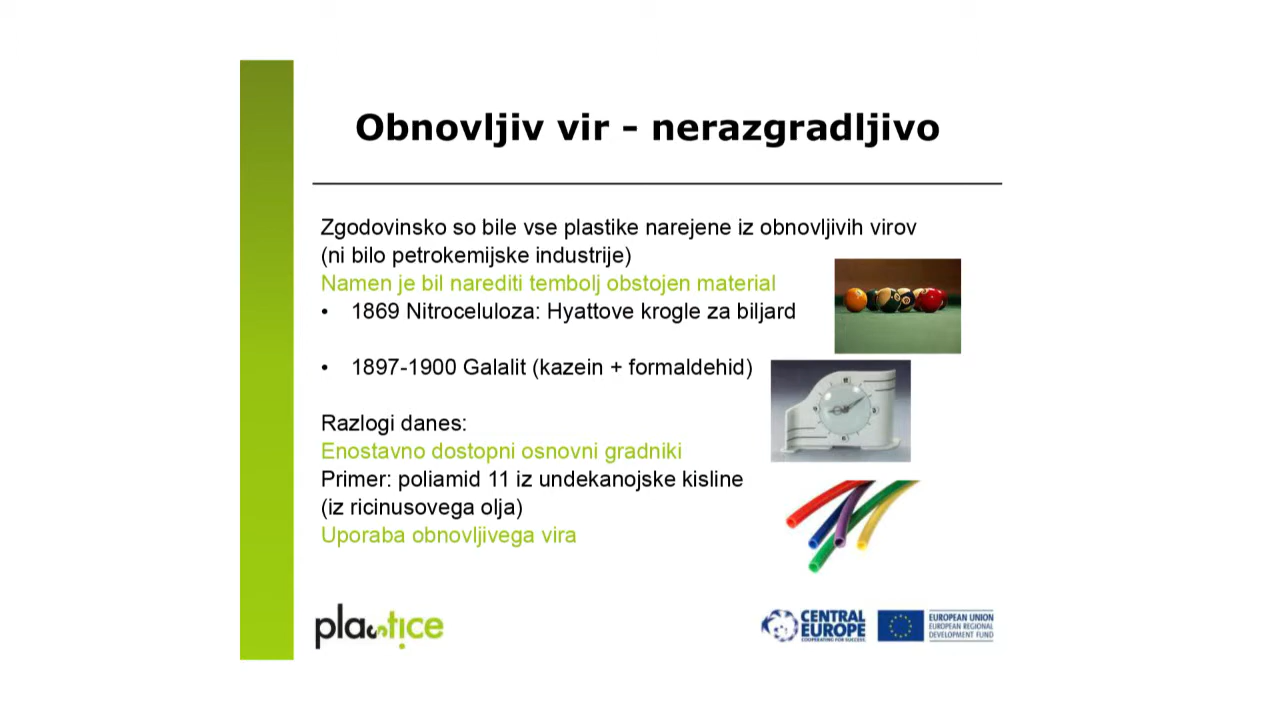 Obnovljiv vir - nerazgradljivo
Zgodovinsko so bile vse plastike narejene iz obnovljivih virov
(ni bilo petrokemijske industrije)
Namen je bil narediti tembolj obstojen material
• 1869 Nitroceluloza: Hyattove krogle za biljard
• 1897-1900 Galalit (kazein + formaldehid)
Razlogi danes:
Enostavno dostopni osnovni gradniki
Primer: poliamid 11 iz undekanojske kisline
(iz ricinusovega olja)
Uporaba obnovljivega vira
plastice
CENTRAL
EUROPE
COOPERATING FOR SUCCESS.
EUROPEAN UNION
EUROPEAN REGIONAL
DEVELOPMENT FUND